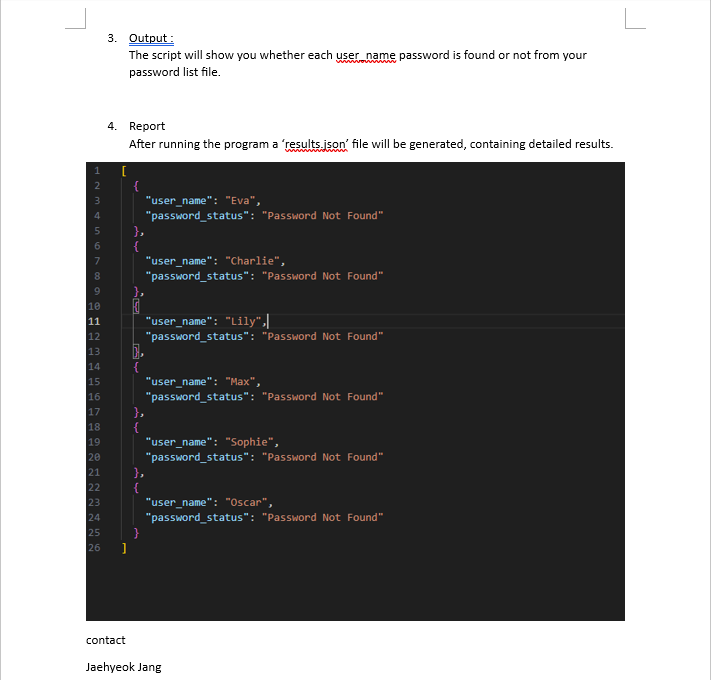 3. Output :
The script will show you whether each user_name password is found or not from your
password list file.
4. Report
After running the program a ‘results.json’ file will be generated, containing detailed results.
1 [
2 {
3 "user_name": "Eva",
4 "password_status": "Password Not Found"
5 },
6 {
7 "user_name": "Charlie",
8 "password_status": "Password Not Found"
9 },
10 {
11 "user_name": "Lily",
12 "password_status": "Password Not Found"
13 },
14 {
15 "user_name": "Max",
16 "password_status": "Password Not Found"
17 },
18 {
19 "user_name": "Sophie",
20 "password_status": "Password Not Found"
21 },
22 {
23 "user_name": "Oscar",
24 "password_status": "Password Not Found"
25 }
26 ]
contact
Jaehyeok Jang